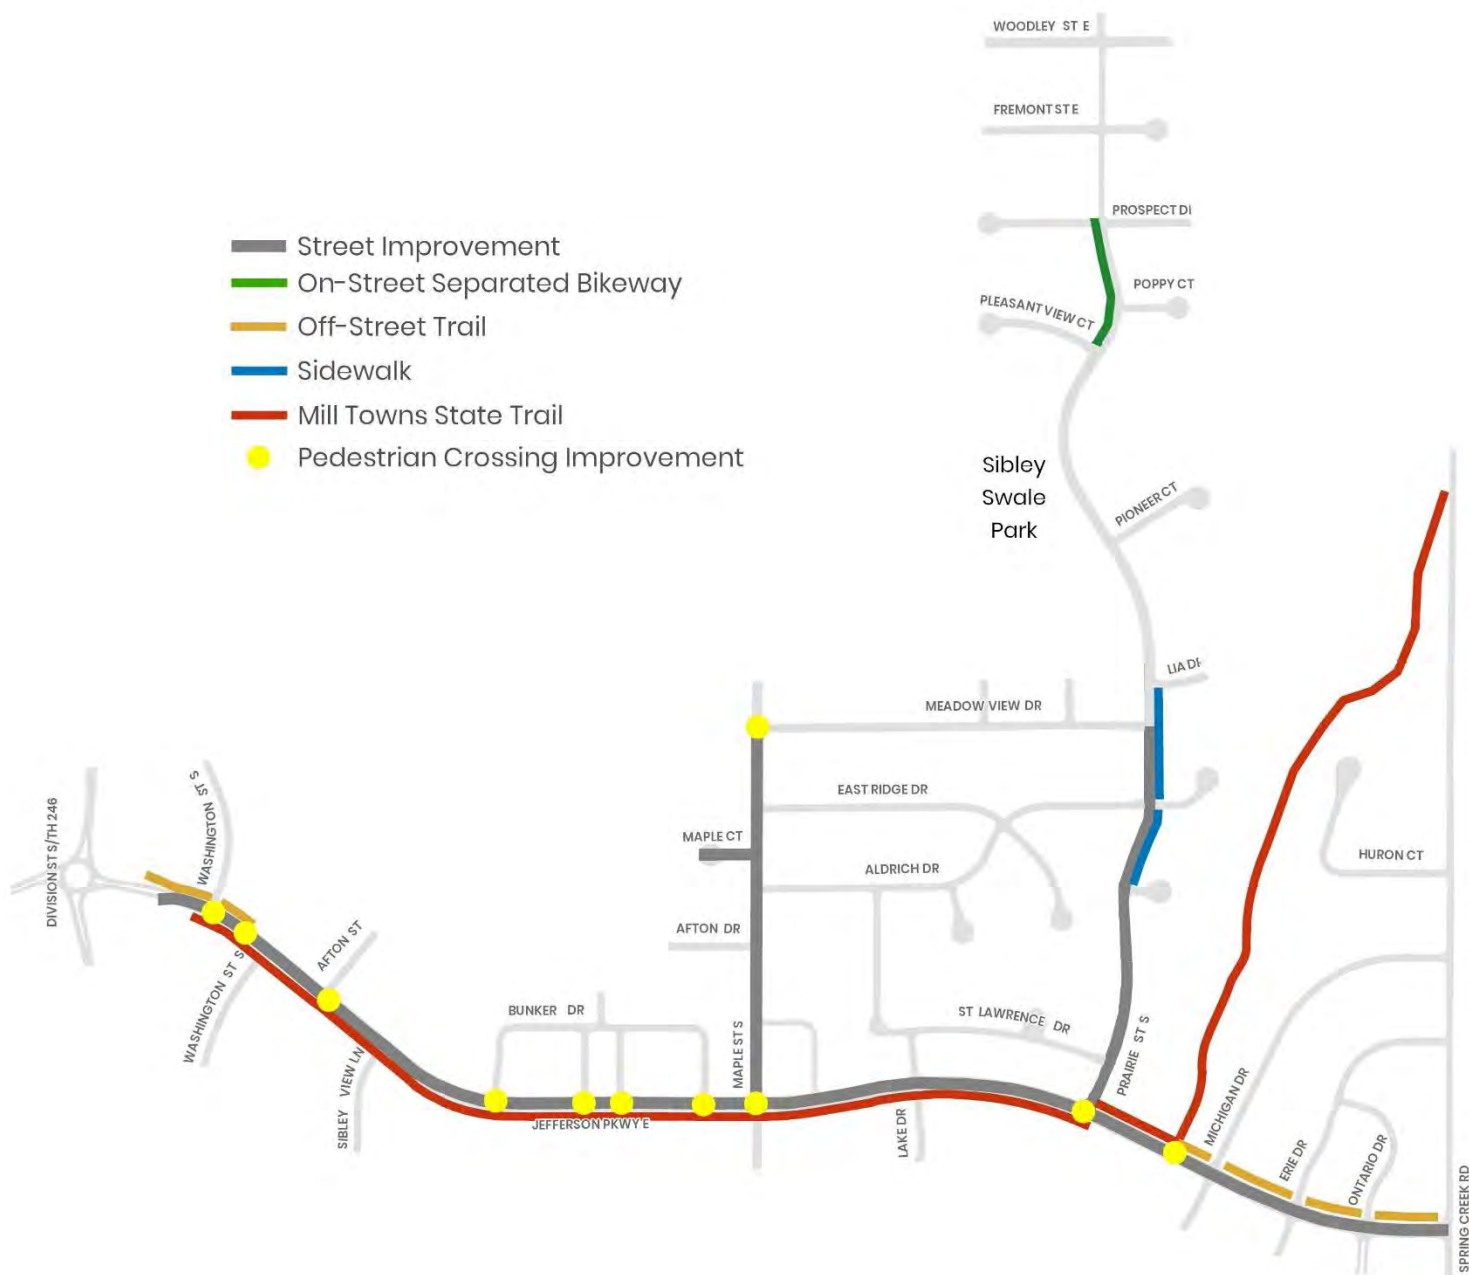 WOODLEY ST E
FREMONT ST E
PROSPECT DI
POPPY CT
PLEASANT VIEW CT
Street Improvement
On-Street Separated Bikeway
Off-Street Trail
Sidewalk
Mill Towns State Trail
Pedestrian Crossing Improvement
Sibley
Swale
Park
PIONEER CT
LIA DR
MEADOW VIEW DR
EAST RIDGE DR
MAPLE CT
ALDRICH DR
HURON CT
DIVISION ST S/TH 246
WASHINGTON ST S
AFTON ST
AFTON DR
WASHINGTON ST S
BUNKER DR
ST LAWRENCE DR
SIBLEY VIEW LN
MAPLE ST S
PRAIRIE ST S
JEFFERSON PKWY E
LAKE DR
MICHIGAN DR
ERIE DR
ONTARIO DR
SPRING CREEK RD